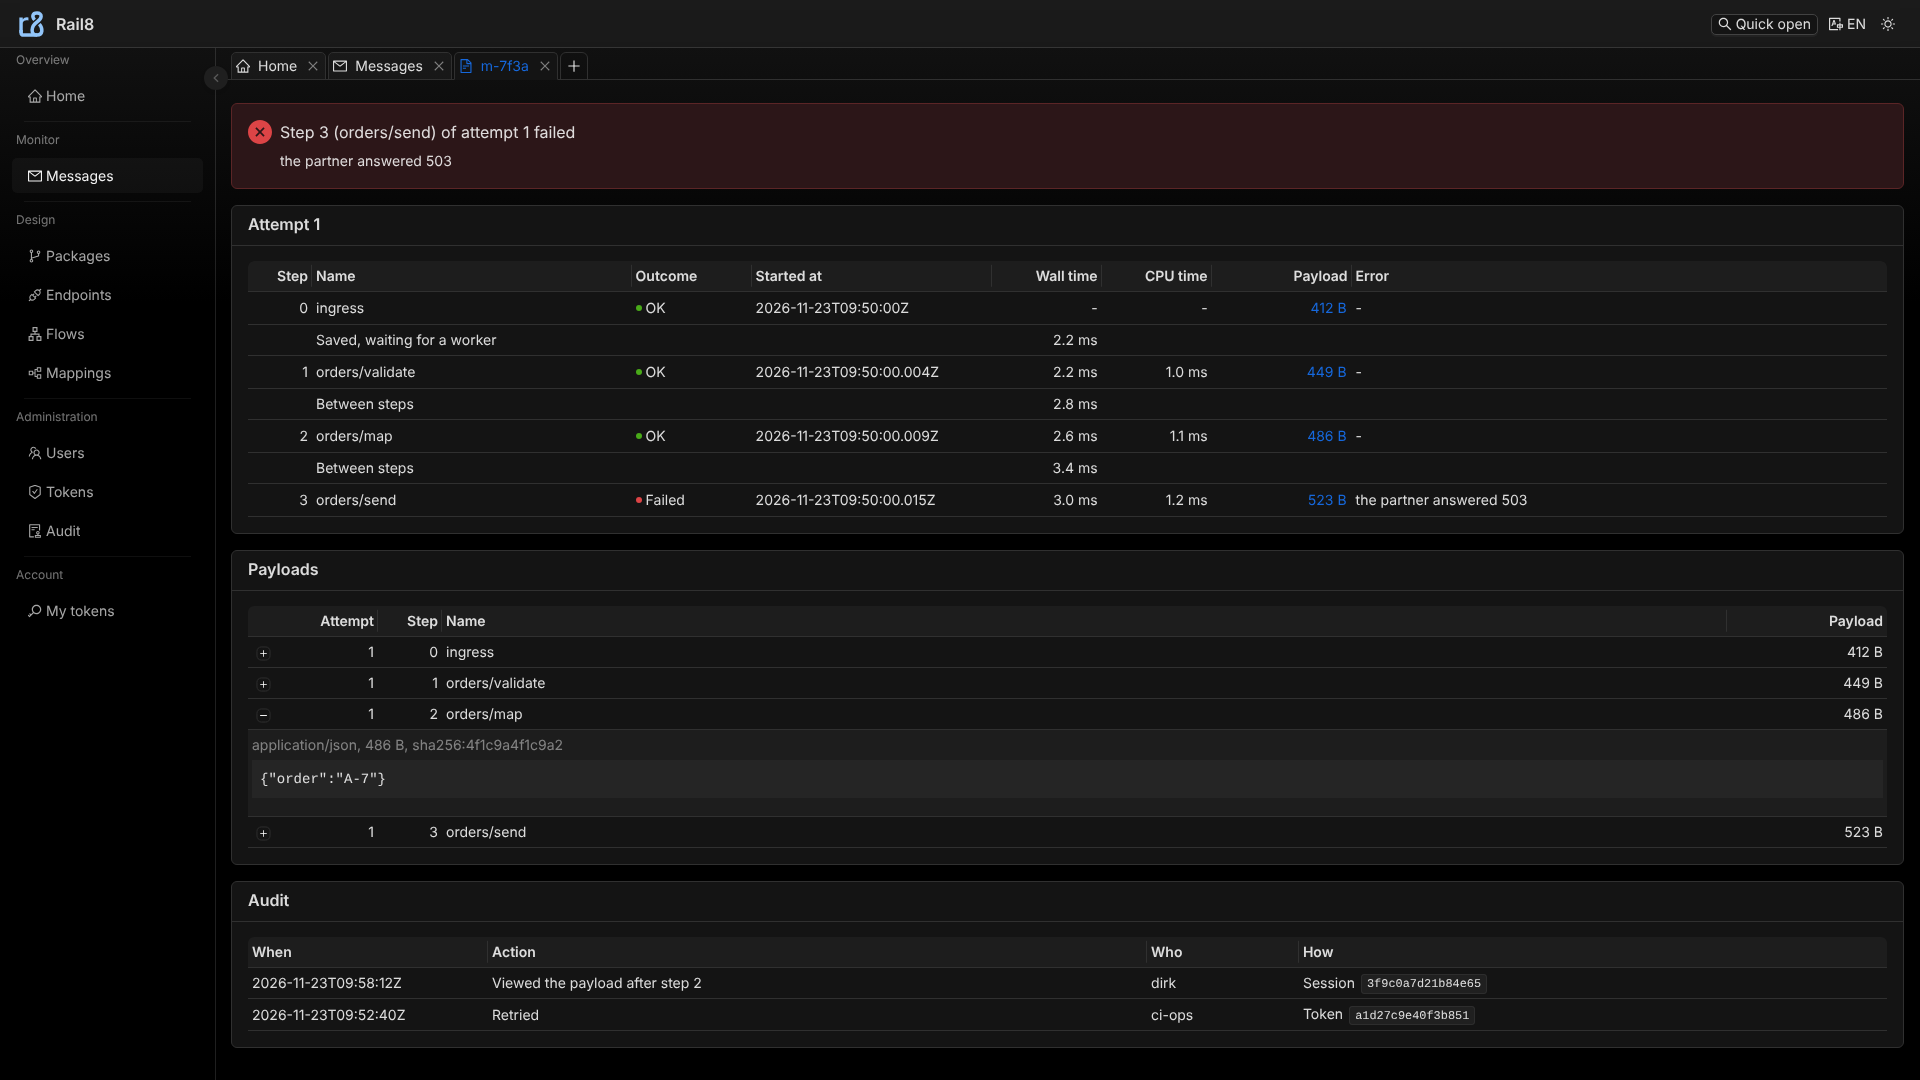 r8 Rail8
Quick open
EN
Overview
Home
Monitor
Messages
Design
Packages
Endpoints
Flows
Mappings
Administration
Users
Tokens
Audit
Account
My tokens
Home
Messages
m-7f3a
Step 3 (orders/send) of attempt 1 failed
the partner answered 503
Attempt 1
Step Name Outcome Started at Wall time CPU time Payload Error
0 ingress OK 2026-11-23T09:50:00Z - - 412 B -
Saved, waiting for a worker 2.2 ms
1 orders/validate OK 2026-11-23T09:50:00.004Z 2.2 ms 1.0 ms 449 B -
Between steps 2.8 ms
2 orders/map OK 2026-11-23T09:50:00.009Z 2.6 ms 1.1 ms 486 B -
Between steps 3.4 ms
3 orders/send Failed 2026-11-23T09:50:00.015Z 3.0 ms 1.2 ms 523 B the partner answered 503
Payloads
Attempt Step Name Payload
1 0 ingress 412 B
1 1 orders/validate 449 B
1 2 orders/map 486 B
application/json, 486 B, sha256:4f1c9a4f1c9a2
{"order":"A-7"}
1 3 orders/send 523 B
Audit
When Action Who How
2026-11-23T09:58:12Z Viewed the payload after step 2 dirk Session 3f9c0a7d21b84e65
2026-11-23T09:52:40Z Retried ci-ops Token a1d27c9e40f3b851